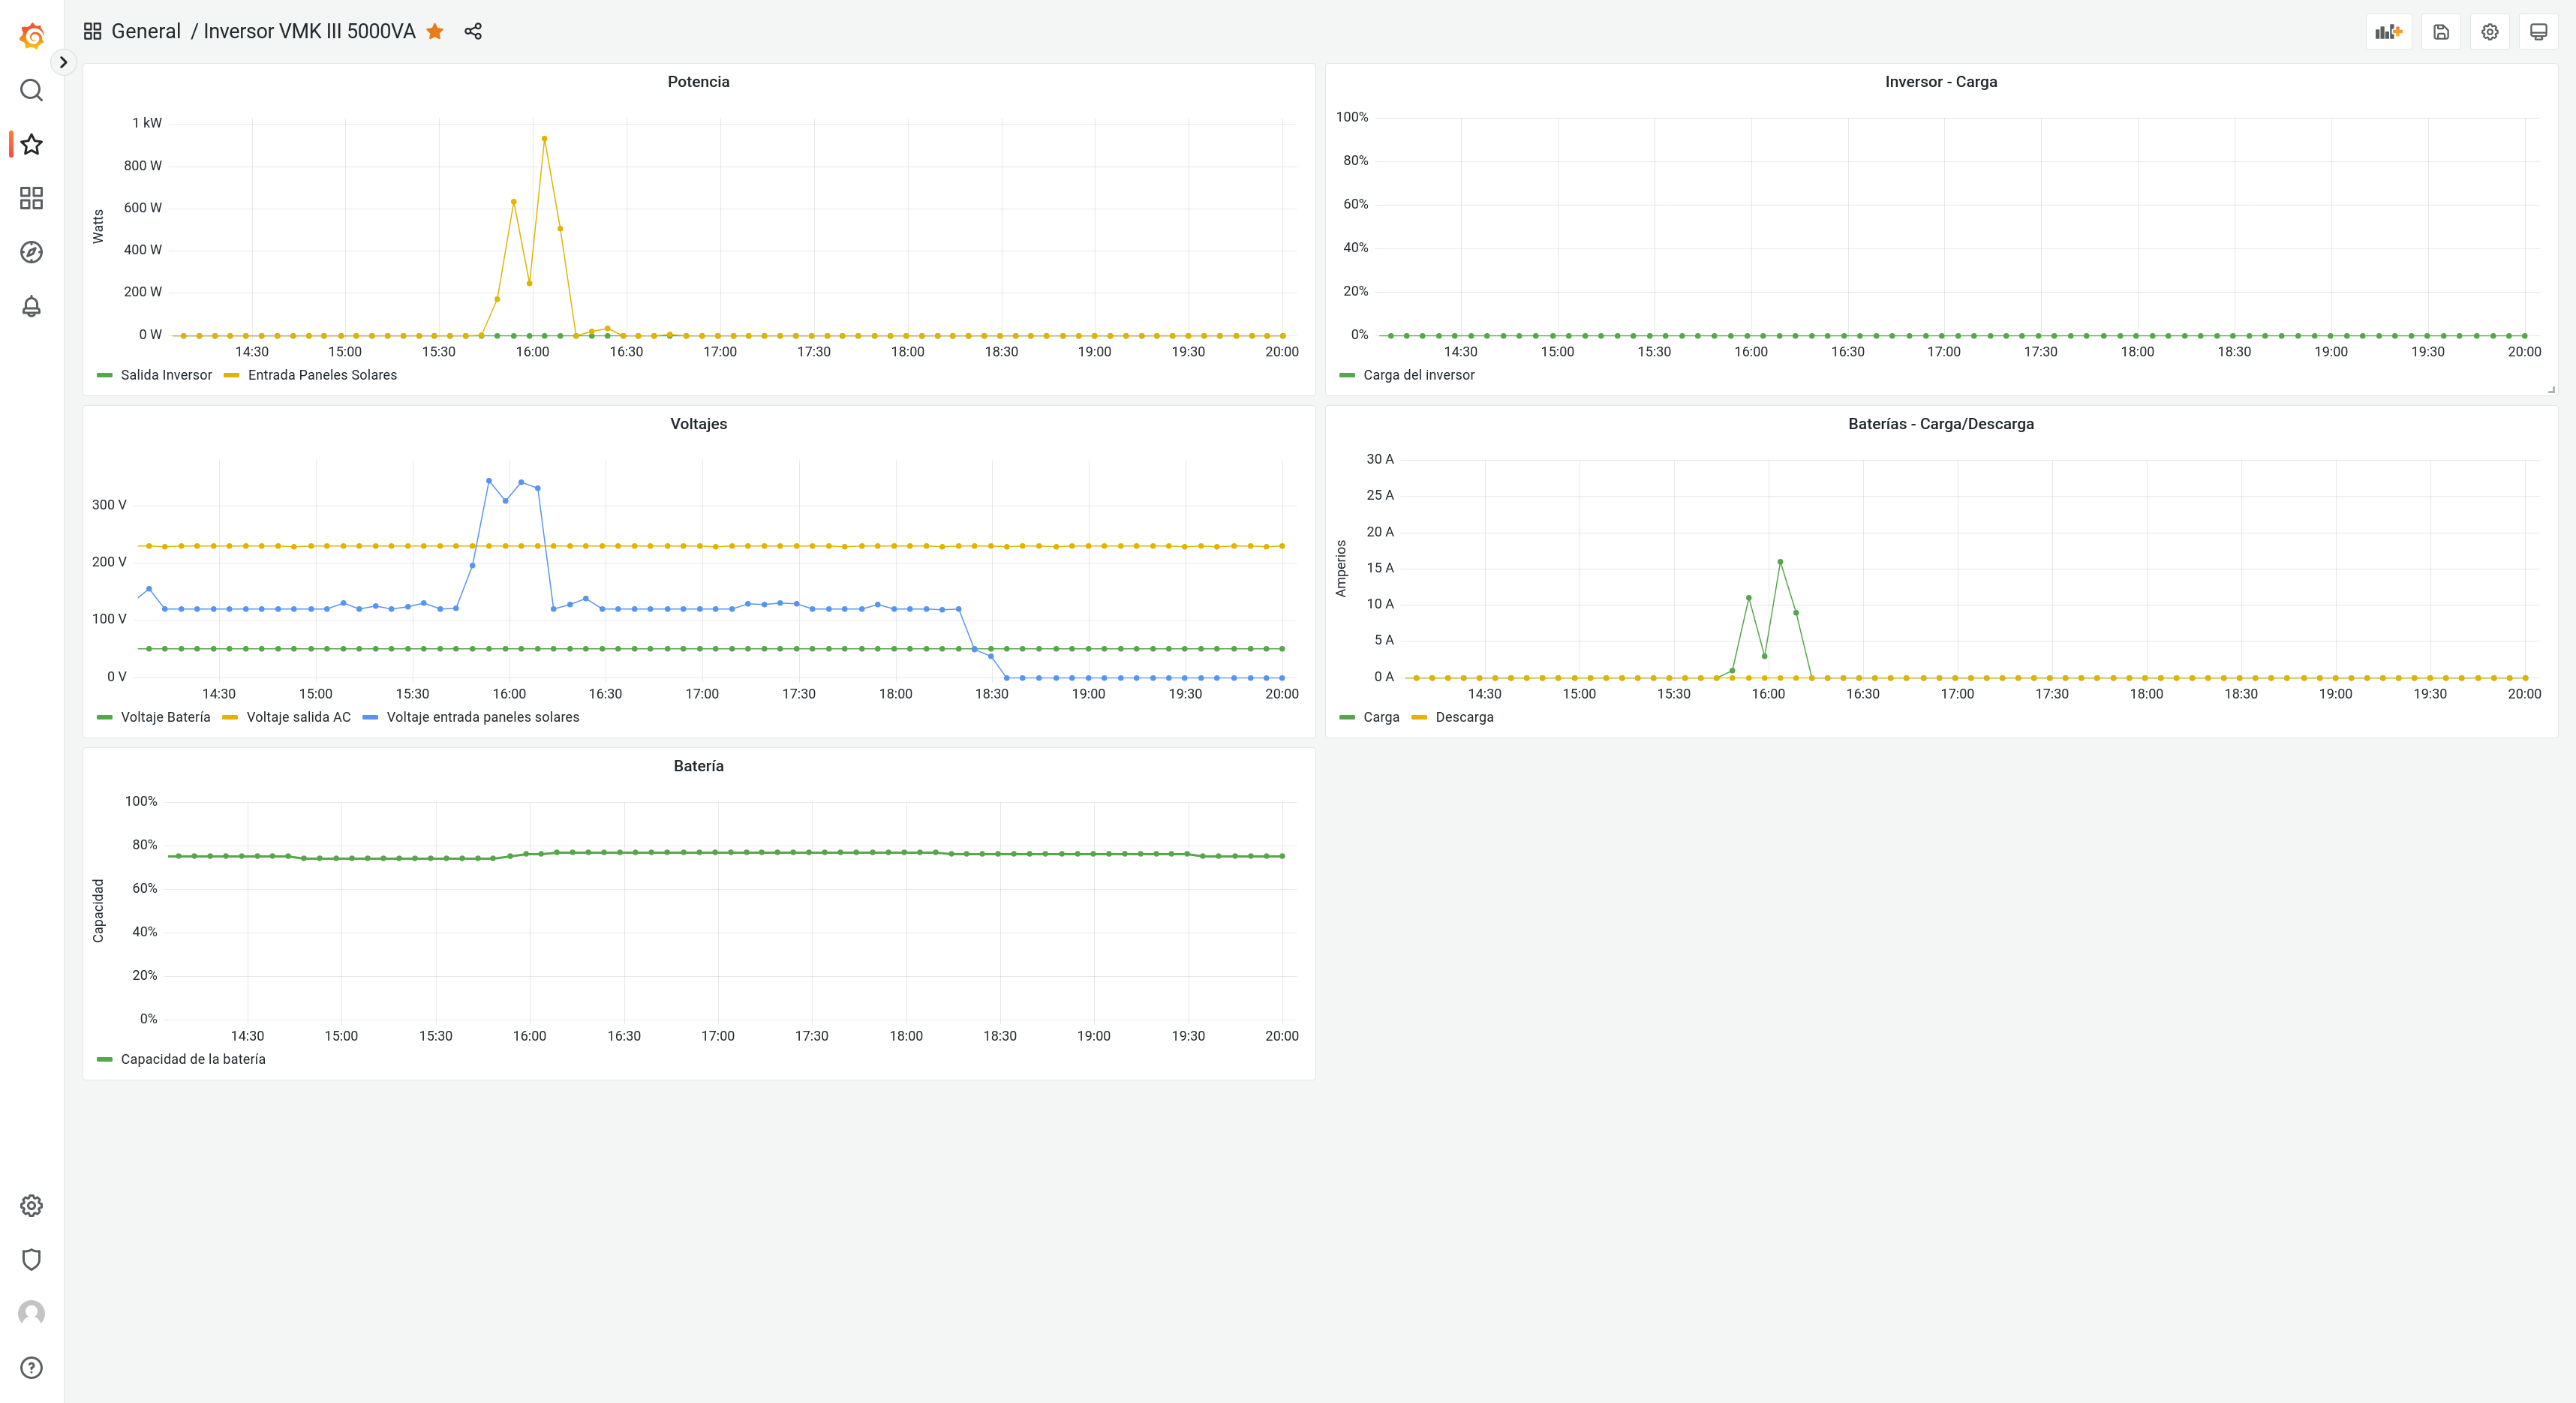 General / Inversor VMK III 5000VA
Potencia
Watts
1 kW
800 W
600 W
400 W
200 W
0 W
14:30 15:00 15:30 16:00 16:30 17:00 17:30 18:00 18:30 19:00 19:30 20:00
Salida Inversor Entrada Paneles Solares
Inversor - Carga
100%
80%
60%
40%
20%
0%
14:30 15:00 15:30 16:00 16:30 17:00 17:30 18:00 18:30 19:00 19:30 20:00
Carga del inversor
Voltajes
300 V
200 V
100 V
0 V
14:30 15:00 15:30 16:00 16:30 17:00 17:30 18:00 18:30 19:00 19:30 20:00
Voltaje Batería Voltaje salida AC Voltaje entrada paneles solares
Baterías - Carga/Descarga
Amperios
30 A
25 A
20 A
15 A
10 A
5 A
0 A
14:30 15:00 15:30 16:00 16:30 17:00 17:30 18:00 18:30 19:00 19:30 20:00
Carga Descarga
Batería
Capacidad
100%
80%
60%
40%
20%
0%
14:30 15:00 15:30 16:00 16:30 17:00 17:30 18:00 18:30 19:00 19:30 20:00
Capacidad de la batería